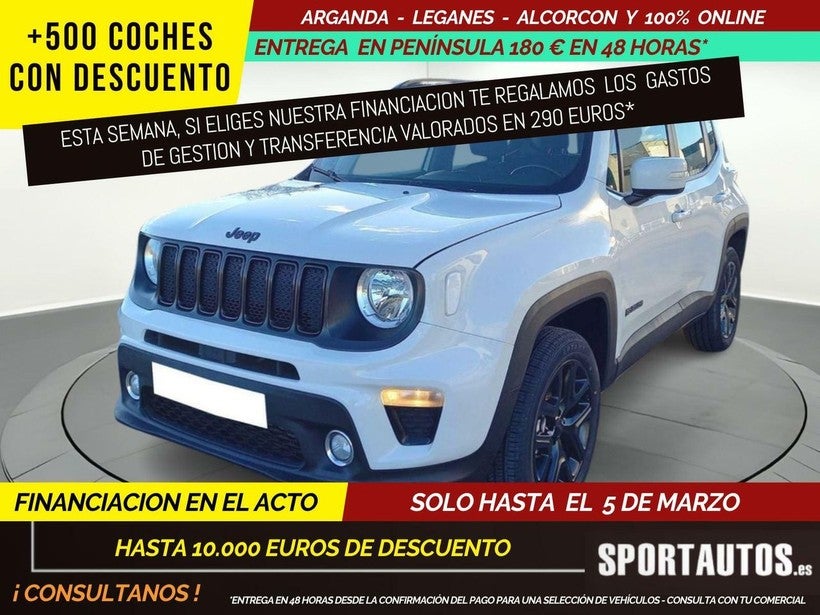 +500 COCHES
CON DESCUENTO
ARGANDA - LEGANES - ALCORCON Y 100% ONLINE
ENTREGA EN PENÍNSULA 180 € EN 48 HORAS*
ESTA SEMANA, SI ELIGES NUESTRA FINANCIACION TE REGALAMOS LOS GASTOS
DE GESTION Y TRANSFERENCIA VALORADOS EN 290 EUROS*
Jeep
FINANCIACION EN EL ACTO
SOLO HASTA EL 5 DE MARZO
HASTA 10.000 EUROS DE DESCUENTO
SPORTAUTOS.es
¡ CONSULTANOS !
*ENTREGA EN 48 HORAS DESDE LA CONFIRMACIÓN DEL PAGO PARA UNA SELECCIÓN DE VEHÍCULOS - CONSULTA CON TU COMERCIAL